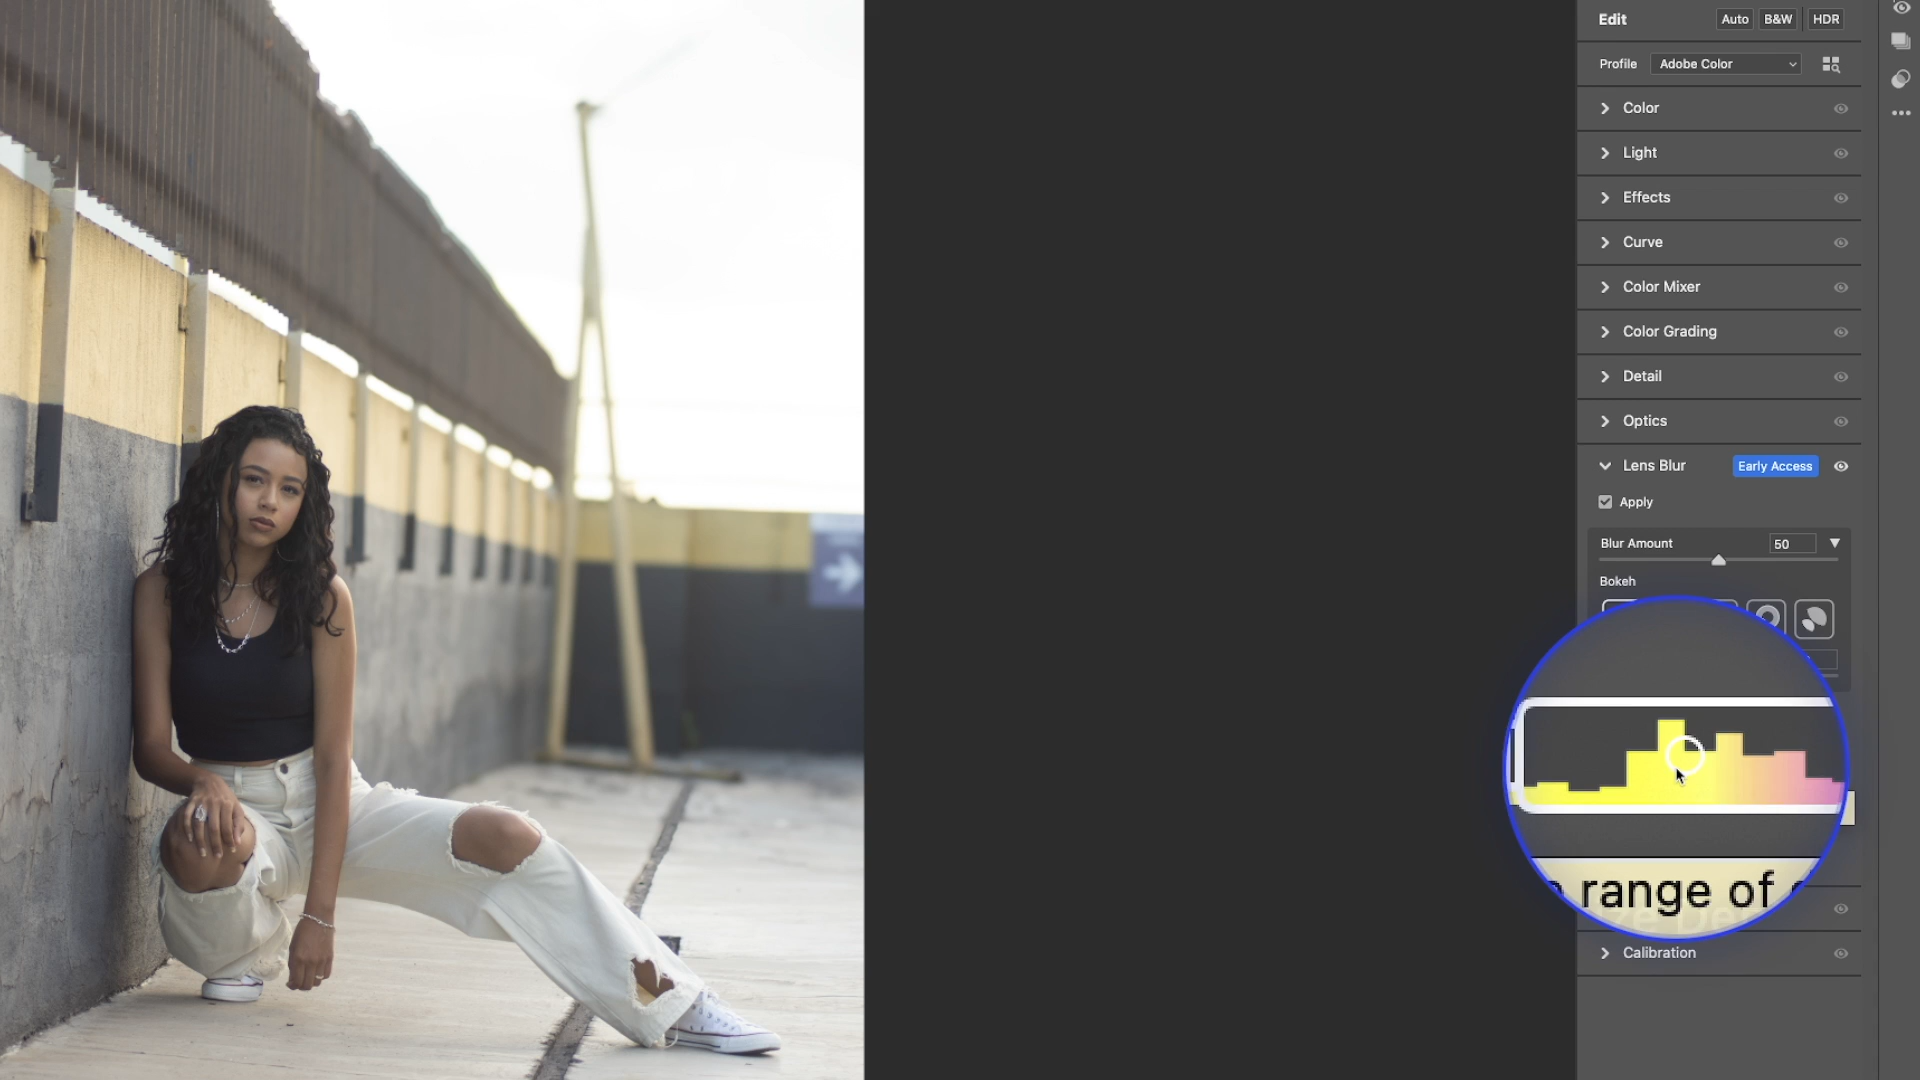 Edit
Auto
B&W
HDR
Profile
Adobe Color
Color
Light
Effects
Curve
Color Mixer
Color Grading
Detail
Optics
Lens Blur
Early Access
Apply
Blur Amount
50
Bokeh
range of
Calibration